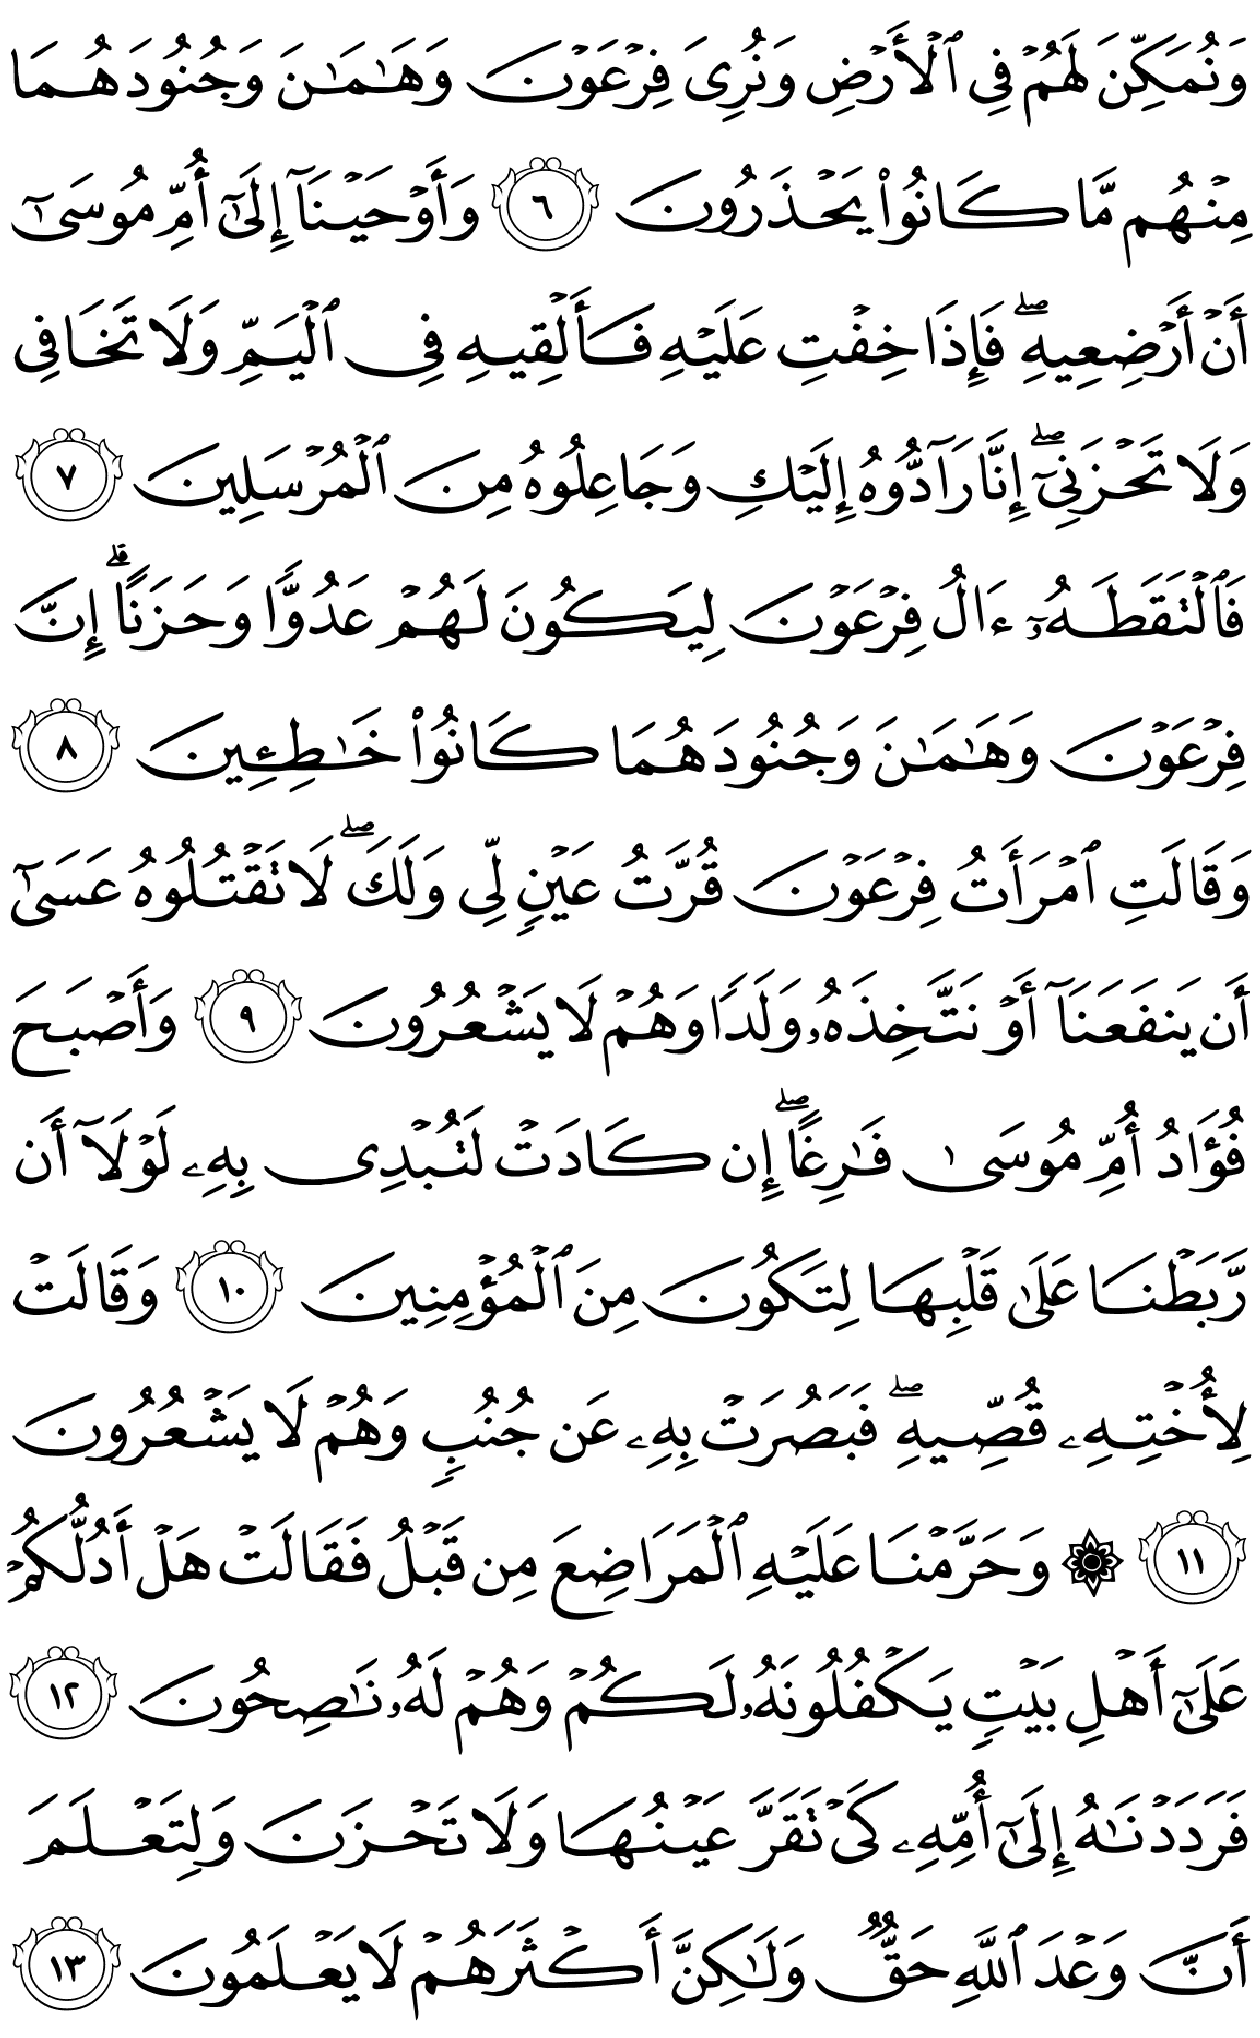 وَنُمَكِّنَ لَهُمۡ فِي ٱلۡأَرۡضِ وَنُرِيَ فِرۡعَوۡنَ وَهَٰمَٰنَ وَجُنُودَهُمَا
مِنۡهُم مَّا كَانُواْ يَحۡذَرُونَ ٦ وَأَوۡحَيۡنَآ إِلَىٰٓ أُمِّ مُوسَىٰٓ
أَنۡ أَرۡضِعِيهِۖ فَإِذَا خِفۡتِ عَلَيۡهِ فَأَلۡقِيهِ فِي ٱلۡيَمِّ وَلَا تَخَافِي
وَلَا تَحۡزَنِيٓۖ إِنَّا رَآدُّوهُ إِلَيۡكِ وَجَاعِلُوهُ مِنَ ٱلۡمُرۡسَلِينَ ٧
فَٱلۡتَقَطَهُۥٓ ءَالُ فِرۡعَوۡنَ لِيَكُونَ لَهُمۡ عَدُوّٗا وَحَزَنًاۗ إِنَّ
فِرۡعَوۡنَ وَهَٰمَٰنَ وَجُنُودَهُمَا كَانُواْ خَٰطِـِٔينَ ٨
وَقَالَتِ ٱمۡرَأَتُ فِرۡعَوۡنَ قُرَّتُ عَيۡنٖ لِّي وَلَكَۖ لَا تَقۡتُلُوهُ عَسَىٰٓ
أَن يَنفَعَنَآ أَوۡ نَتَّخِذَهُۥ وَلَدٗا وَهُمۡ لَا يَشۡعُرُونَ ٩ وَأَصۡبَحَ
فُؤَادُ أُمِّ مُوسَىٰ فَٰرِغًاۖ إِن كَادَتۡ لَتُبۡدِي بِهِۦ لَوۡلَآ أَن
رَّبَطۡنَا عَلَىٰ قَلۡبِهَا لِتَكُونَ مِنَ ٱلۡمُؤۡمِنِينَ ١٠ وَقَالَتۡ
لِأُخۡتِهِۦ قُصِّيهِۖ فَبَصُرَتۡ بِهِۦ عَن جُنُبٖ وَهُمۡ لَا يَشۡعُرُونَ
١١ ۞ وَحَرَّمۡنَا عَلَيۡهِ ٱلۡمَرَاضِعَ مِن قَبۡلُ فَقَالَتۡ هَلۡ أَدُلُّكُمۡ
عَلَىٰٓ أَهۡلِ بَيۡتٖ يَكۡفُلُونَهُۥ لَكُمۡ وَهُمۡ لَهُۥ نَٰصِحُونَ ١٢
فَرَدَدۡنَٰهُ إِلَىٰٓ أُمِّهِۦ كَيۡ تَقَرَّ عَيۡنُهَا وَلَا تَحۡزَنَ وَلِتَعۡلَمَ
أَنَّ وَعۡدَ ٱللَّهِ حَقّٞ وَلَٰكِنَّ أَكۡثَرَهُمۡ لَا يَعۡلَمُونَ ١٣